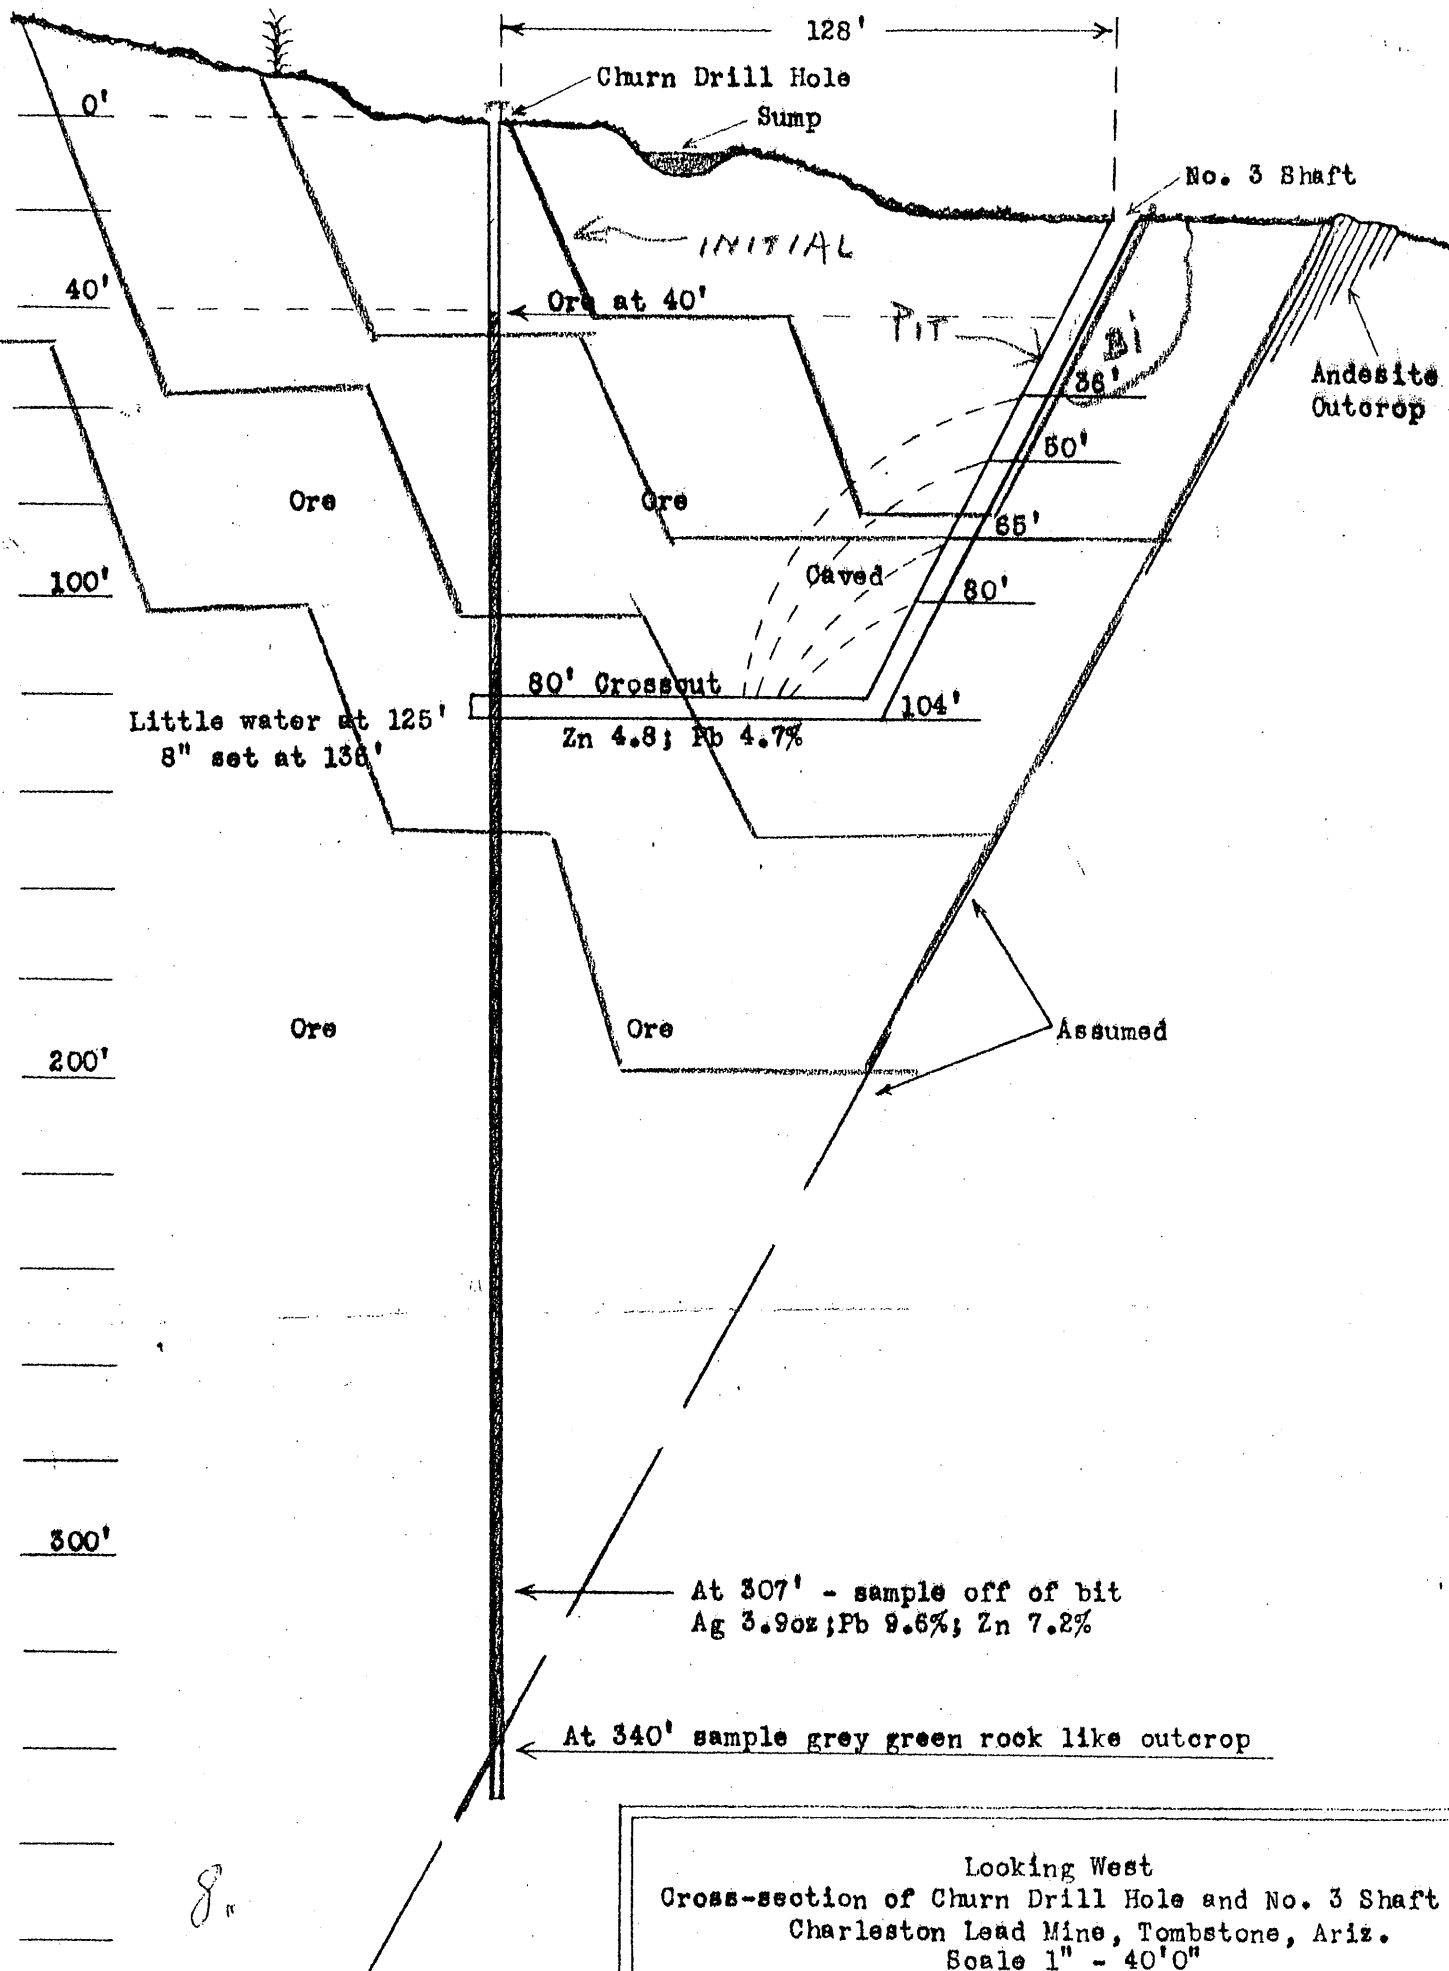 128'
Churn Drill Hole
0'
Sump
No. 3 Shaft
INITIAL
40'
Ore at 40'
PIT
Bi
36'
Andesite
Outcrop
50'
Ore
Ore
65'
Caved
100'
80'
80' Crosscut
104'
Little water at 125'
8" set at 136'
Zn 4.8; Pb 4.7%
Ore
Ore
Assumed
200'
300'
At 307' - sample off of bit
Ag 3.9oz;Pb 9.6%; Zn 7.2%
At 340' sample grey green rock like outcrop
8"
Looking West
Cross-section of Churn Drill Hole and No. 3 Shaft
Charleston Lead Mine, Tombstone, Ariz.
Scale 1" - 40'0"